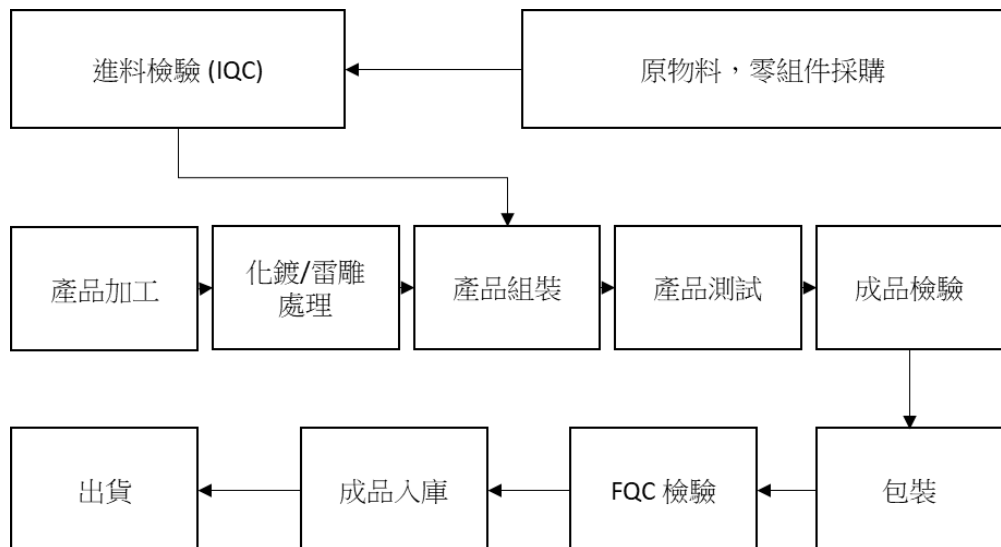 進料檢驗 (IQC)
原物料，零組件採購
產品加工
化鍍/雷雕
處理
產品組裝
產品測試
成品檢驗
出貨
成品入庫
FQC 檢驗
包裝